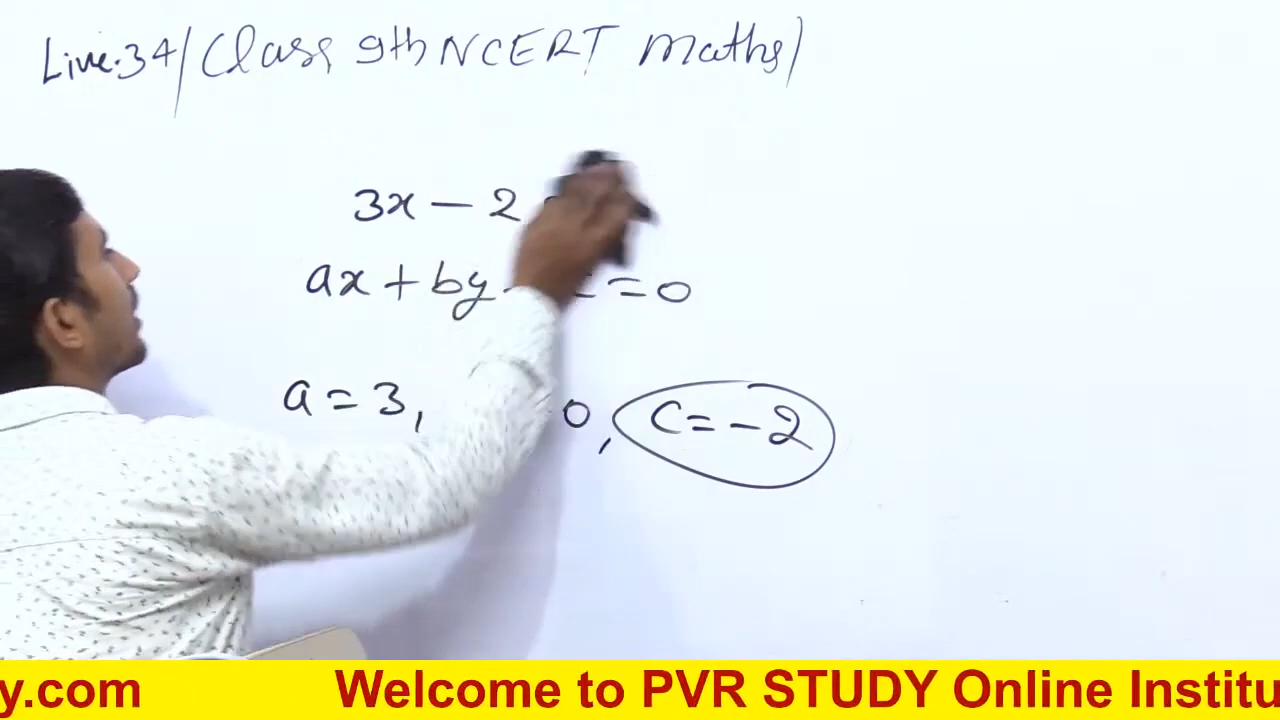 Live.34/ Class 9th NCERT Maths/
3x - 2
ax + by = 0
a = 3, 0, C = -2
y.com Welcome to PVR STUDY Online Institu